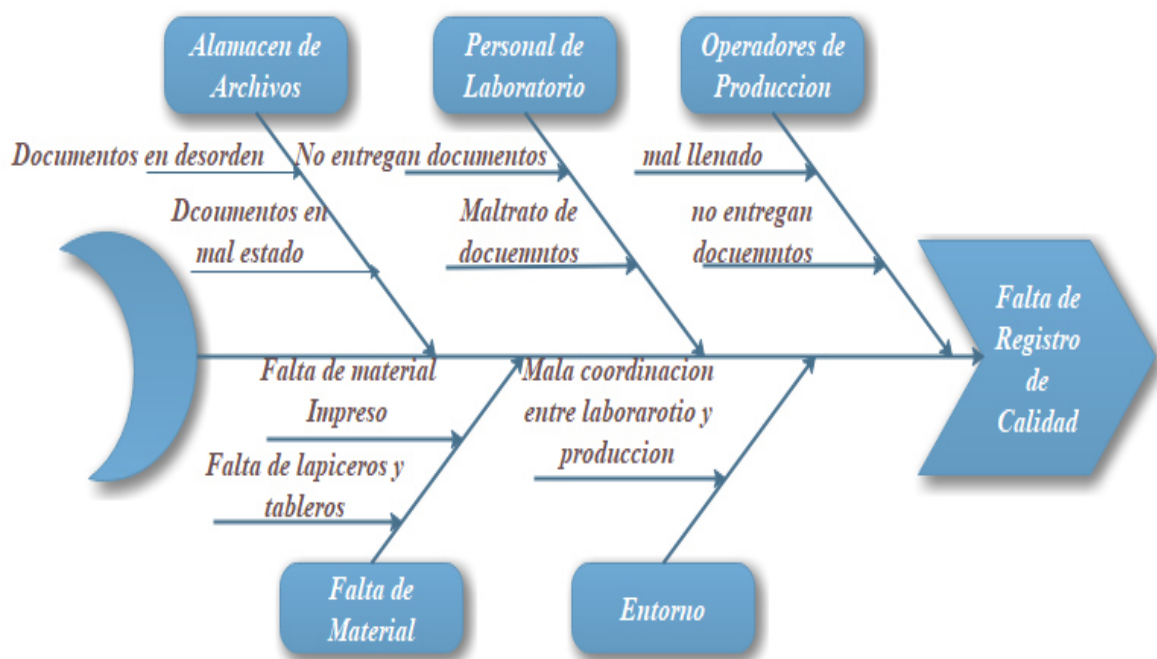 Alamacen de
Archivos
Personal de
Laboratorio
Operadores de
Produccion
Documentos en desorden
No entregan documentos
mal llenado
Dcoumentos en
mal estado
Maltrato de
docuemntos
no entregan
docuemntos
Falta de
Registro
de
Calidad
Falta de material
Impreso
Mala coordinacion
entre laborarotio y
produccion
Falta de lapiceros y
tableros
Falta de
Material
Entorno